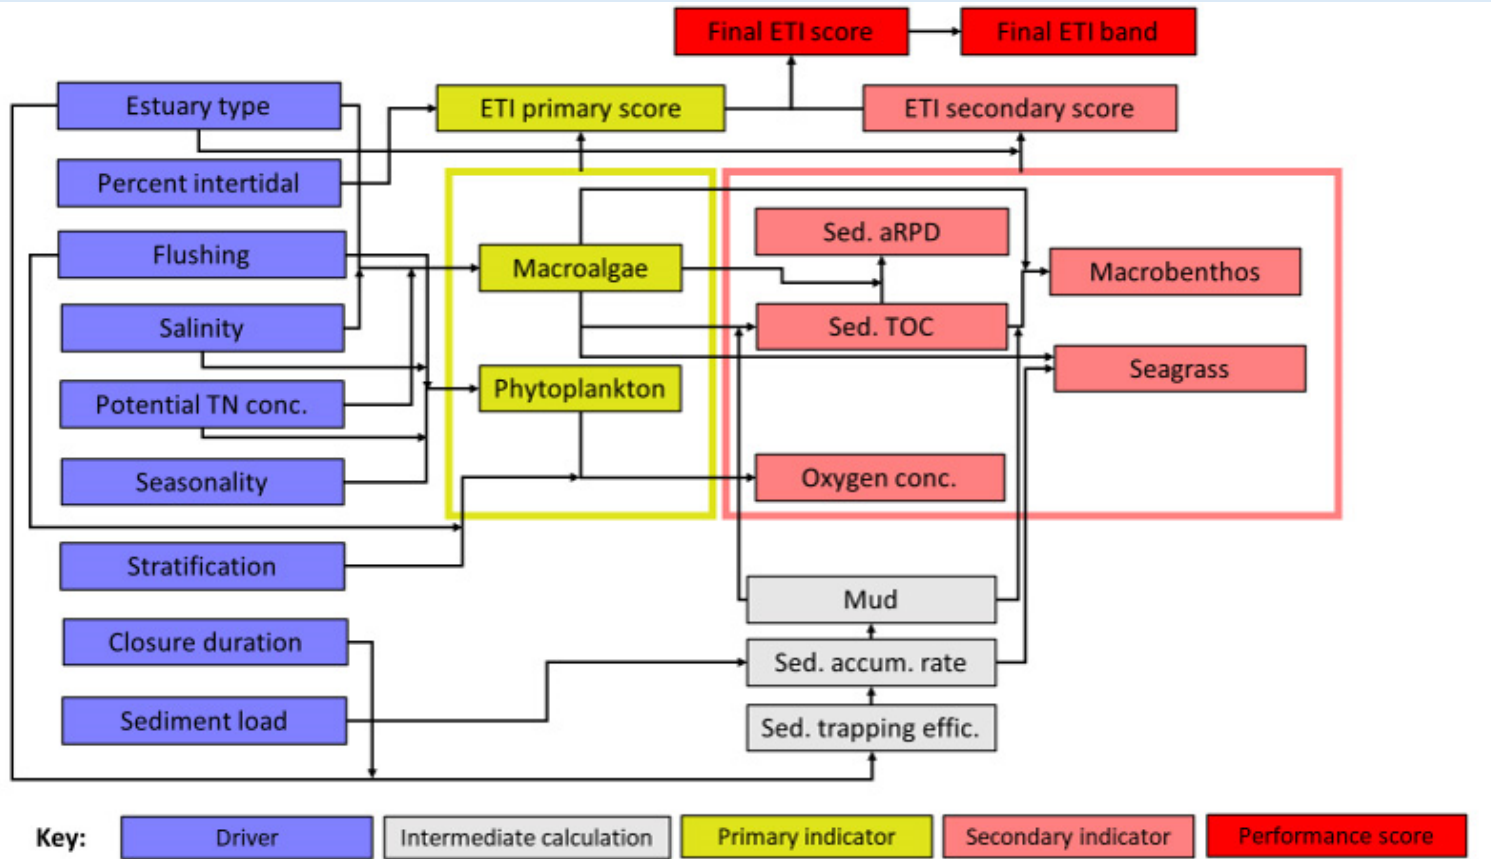 Final ETI score
Final ETI band
Estuary type
ETI primary score
ETI secondary score
Percent intertidal
Sed. aRPD
Flushing
Macroalgae
Macrobenthos
Salinity
Sed. TOC
Seagrass
Potential TN conc.
Phytoplankton
Seasonality
Oxygen conc.
Stratification
Mud
Closure duration
Sed. accum. rate
Sediment load
Sed. trapping effic.
Key:
Driver
Intermediate calculation
Primary indicator
Secondary indicator
Performance score